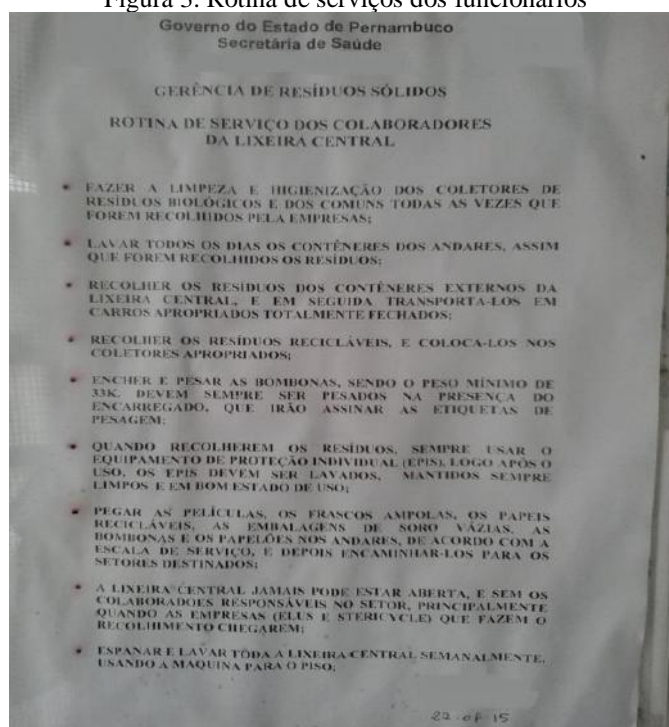 Figura 3. Rotina de serviços dos funcionários
Governo do Estado de Pernambuco
Secretária de Saúde
GERÊNCIA DE RESÍDUOS SÓLIDOS
ROTINA DE SERVIÇO DOS COLABORADORES
DA LIXEIRA CENTRAL
• FAZER A LIMPEZA E HIGIENIZAÇÃO DOS COLETORES DE
RESÍDUOS BIOLÓGICOS E DOS COMUNS TODAS AS VEZES QUE
FOREM RECOLHIDOS PELA EMPRESAS;
• LAVAR TODOS OS DIAS OS CONTÊNERES DOS ANDARES, ASSIM
QUE FOREM RECOLHIDOS OS RESÍDUOS;
• RECOLHER OS RESÍDUOS DOS CONTÊNERES EXTERNOS DA
LIXEIRA CENTRAL, E EM SEGUIDA TRANSPORTA-LOS EM
CARROS APROPRIADOS TOTALMENTE FECHADOS;
• RECOLHER OS RESÍDUOS RECICLÁVEIS, E COLOCA-LOS NOS
COLETORES APROPRIADOS;
• ENCHER E PESAR AS BOMBONAS, SENDO O PESO MÍNIMO DE
33K. DEVEM SEMPRE SER PESADOS NA PRESENÇA DO
ENCARREGADO, QUE IRÃO ASSINAR AS ETIQUETAS DE
PESAGEM;
• QUANDO RECOLHEREM OS RESÍDUOS, SEMPRE USAR O
EQUIPAMENTO DE PROTEÇÃO INDIVIDUAL (EPIS), LOGO APÓS O
USO, OS EPIS DEVEM SER LAVADOS, MANTIDOS SEMPRE
LIMPOS E EM BOM ESTADO DE USO;
• PEGAR AS PELÍCULAS, OS FRASCOS AMPOLAS, OS PAPEIS
RECICLÁVEIS, AS EMBALAGENS DE SORO VÁZIAS, AS
BOMBONAS E OS PAPELÕES NOS ANDARES, DE ACORDO COM A
ESCALA DE SERVIÇO, E DEPOIS ENCAMINHAR-LOS PARA OS
SETORES DESTINADOS;
• A LIXEIRA CENTRAL JAMAIS PODE ESTAR ABERTA, E SEM OS
COLABORADOES RESPONSÁVEIS NO SETOR, PRINCIPALMENTE
QUANDO AS EMPRESAS (ELUS E STERICYCLE) QUE FAZEM O
RECOLHIMENTO CHEGAREM;
• ESPANAR E LAVAR TODA A LIXEIRA CENTRAL SEMANALMENTE,
USANDO A MAQUINA PARA O PISO;
22 15